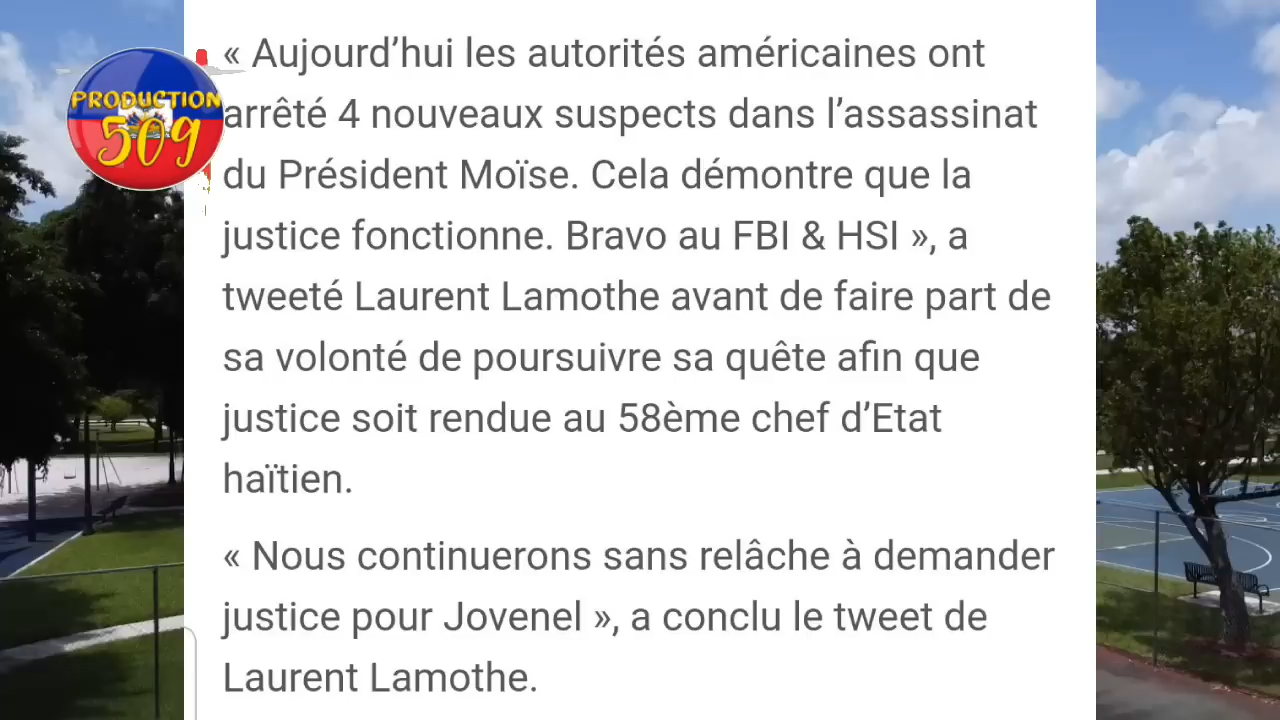 PRODUCTION
509
« Aujourd’hui les autorités américaines ont
arrêté 4 nouveaux suspects dans l’assassinat
du Président Moïse. Cela démontre que la
justice fonctionne. Bravo au FBI & HSI », a
tweeté Laurent Lamothe avant de faire part de
sa volonté de poursuivre sa quête afin que
justice soit rendue au 58ème chef d’Etat
haïtien.
« Nous continuerons sans relâche à demander
justice pour Jovenel », a conclu le tweet de
Laurent Lamothe.